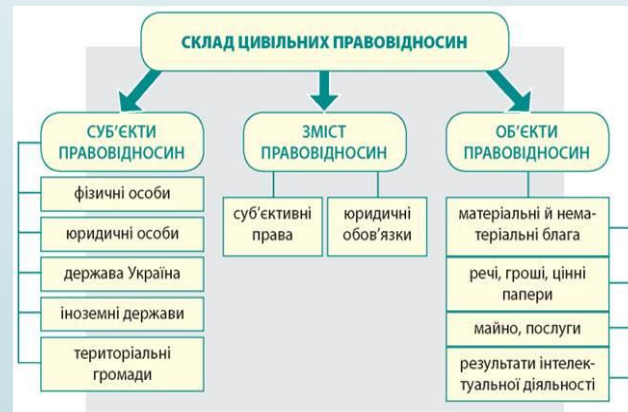 СКЛАД ЦИВІЛЬНИХ ПРАВОВІДНОСИН
СУБ’ЄКТИ
ПРАВОВІДНОСИН
фізичні особи
юридичні особи
держава Україна
іноземні держави
територіальні
громади
ЗМІСТ
ПРАВОВІДНОСИН
суб’єктивні
права
юридичні
обов’язки
ОБ’ЄКТИ
ПРАВОВІДНОСИН
матеріальні й нема-
теріальні блага
речі, гроші, цінні
папери
майно, послуги
результати інтелек-
туальної діяльності